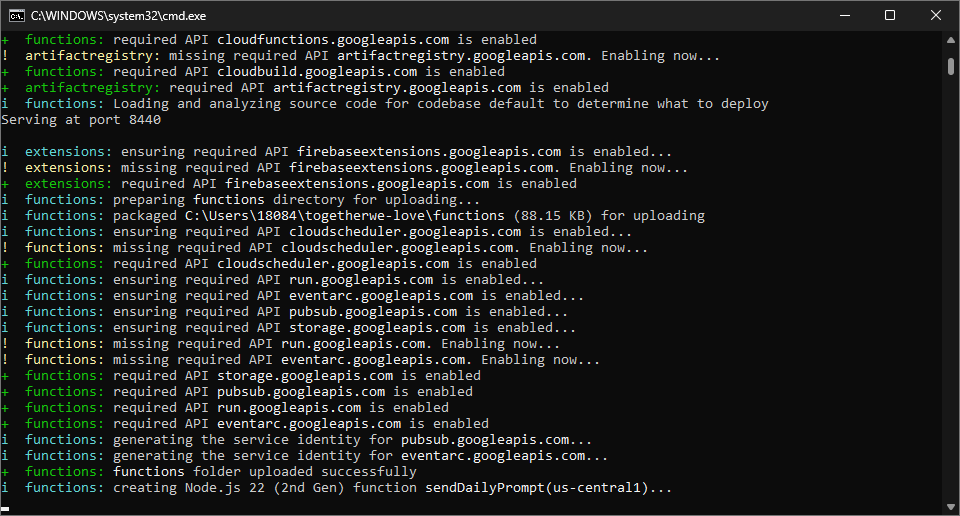 C:\WINDOWS\system32\cmd.exe
+  functions: required API cloudfunctions.googleapis.com is enabled
!  artifactregistry: missing required API artifactregistry.googleapis.com. Enabling now...
+  functions: required API cloudbuild.googleapis.com is enabled
+  artifactregistry: required API artifactregistry.googleapis.com is enabled
i  functions: Loading and analyzing source code for codebase default to determine what to deploy
Serving at port 8440

i  extensions: ensuring required API firebaseextensions.googleapis.com is enabled...
!  extensions: missing required API firebaseextensions.googleapis.com. Enabling now...
+  extensions: required API firebaseextensions.googleapis.com is enabled
i  functions: preparing functions directory for uploading...
i  functions: packaged C:\Users\18084\togetherwe-love\functions (88.15 KB) for uploading
i  functions: ensuring required API cloudscheduler.googleapis.com is enabled...
!  functions: missing required API cloudscheduler.googleapis.com. Enabling now...
+  functions: required API cloudscheduler.googleapis.com is enabled
i  functions: ensuring required API run.googleapis.com is enabled...
i  functions: ensuring required API eventarc.googleapis.com is enabled...
i  functions: ensuring required API pubsub.googleapis.com is enabled...
i  functions: ensuring required API storage.googleapis.com is enabled...
!  functions: missing required API run.googleapis.com. Enabling now...
!  functions: missing required API eventarc.googleapis.com. Enabling now...
+  functions: required API storage.googleapis.com is enabled
+  functions: required API pubsub.googleapis.com is enabled
+  functions: required API run.googleapis.com is enabled
+  functions: required API eventarc.googleapis.com is enabled
i  functions: generating the service identity for pubsub.googleapis.com...
i  functions: generating the service identity for eventarc.googleapis.com...
+  functions: functions folder uploaded successfully
i  functions: creating Node.js 22 (2nd Gen) function sendDailyPrompt(us-central1)...